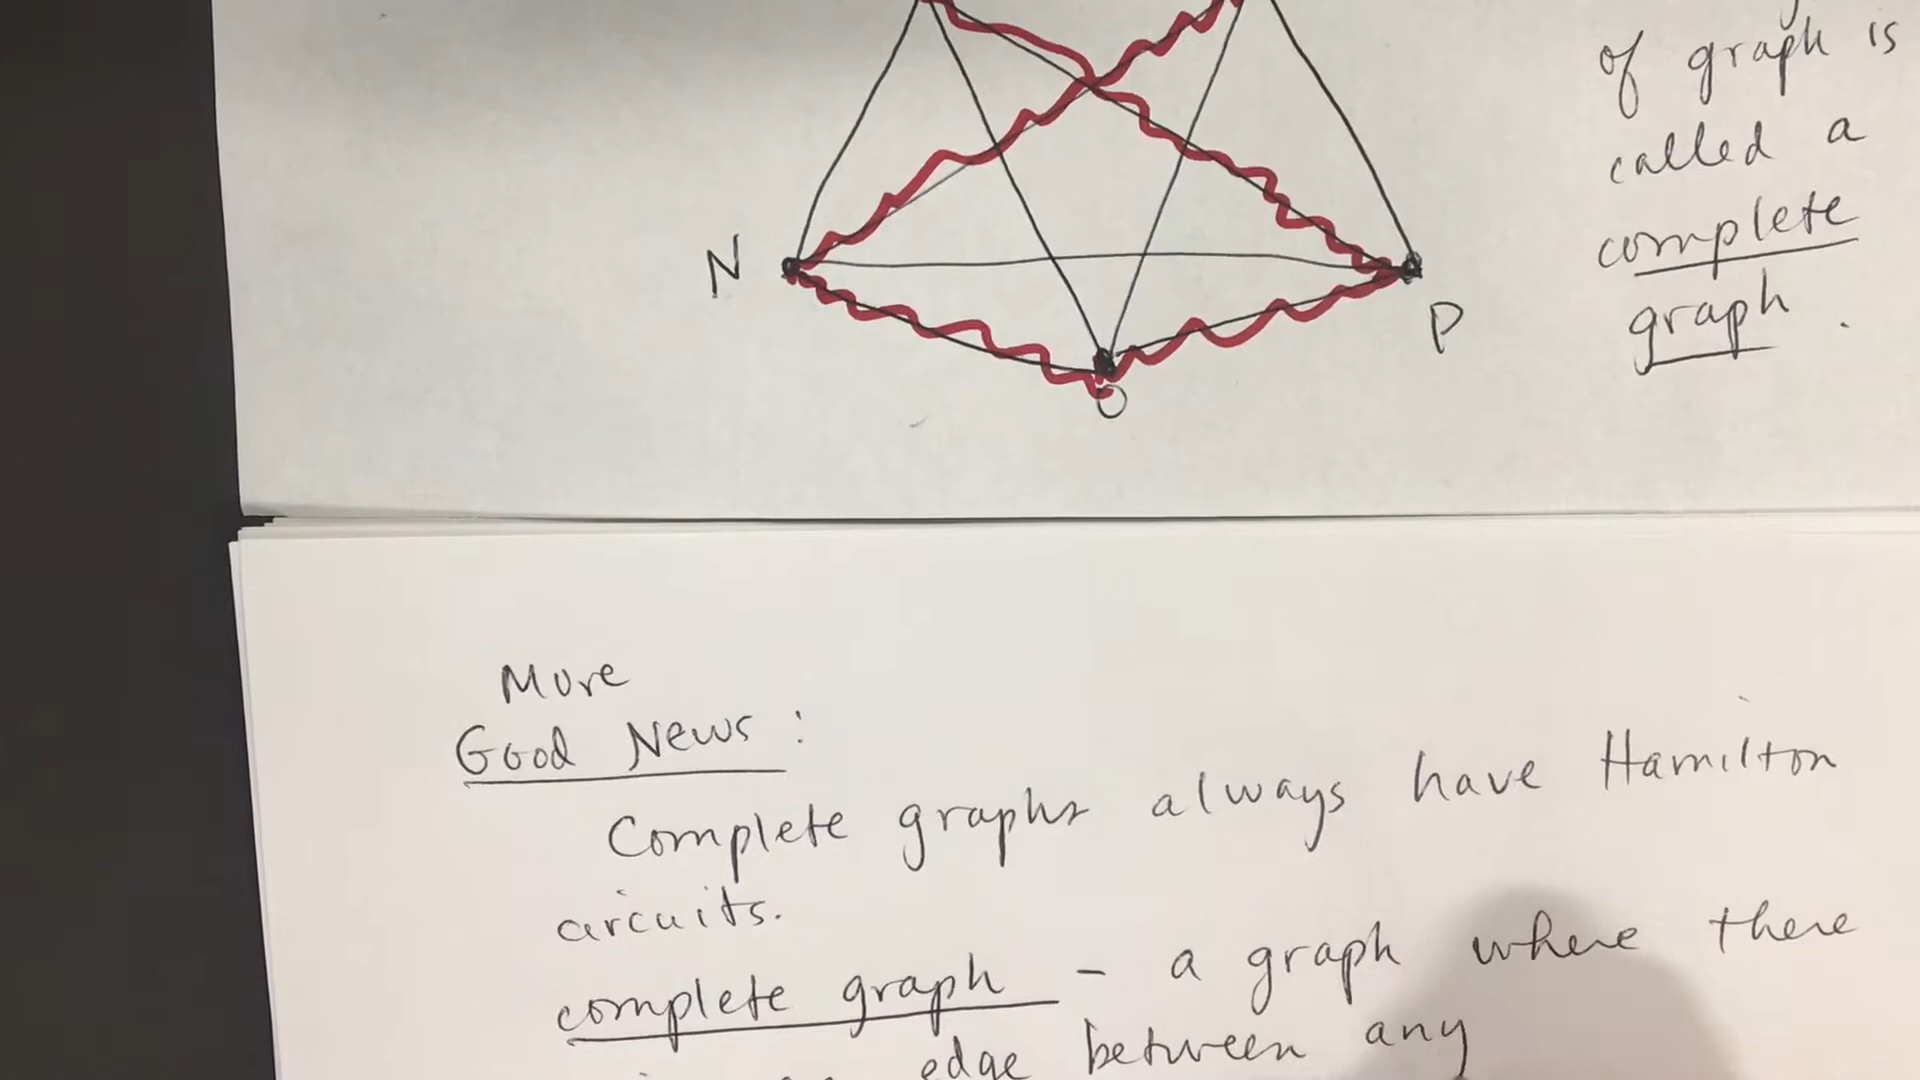 of graph is
called a
complete
graph.
N
P
O
More
Good News:
Complete graphs always have Hamilton
circuits.
complete graph - a graph where there
edge between any